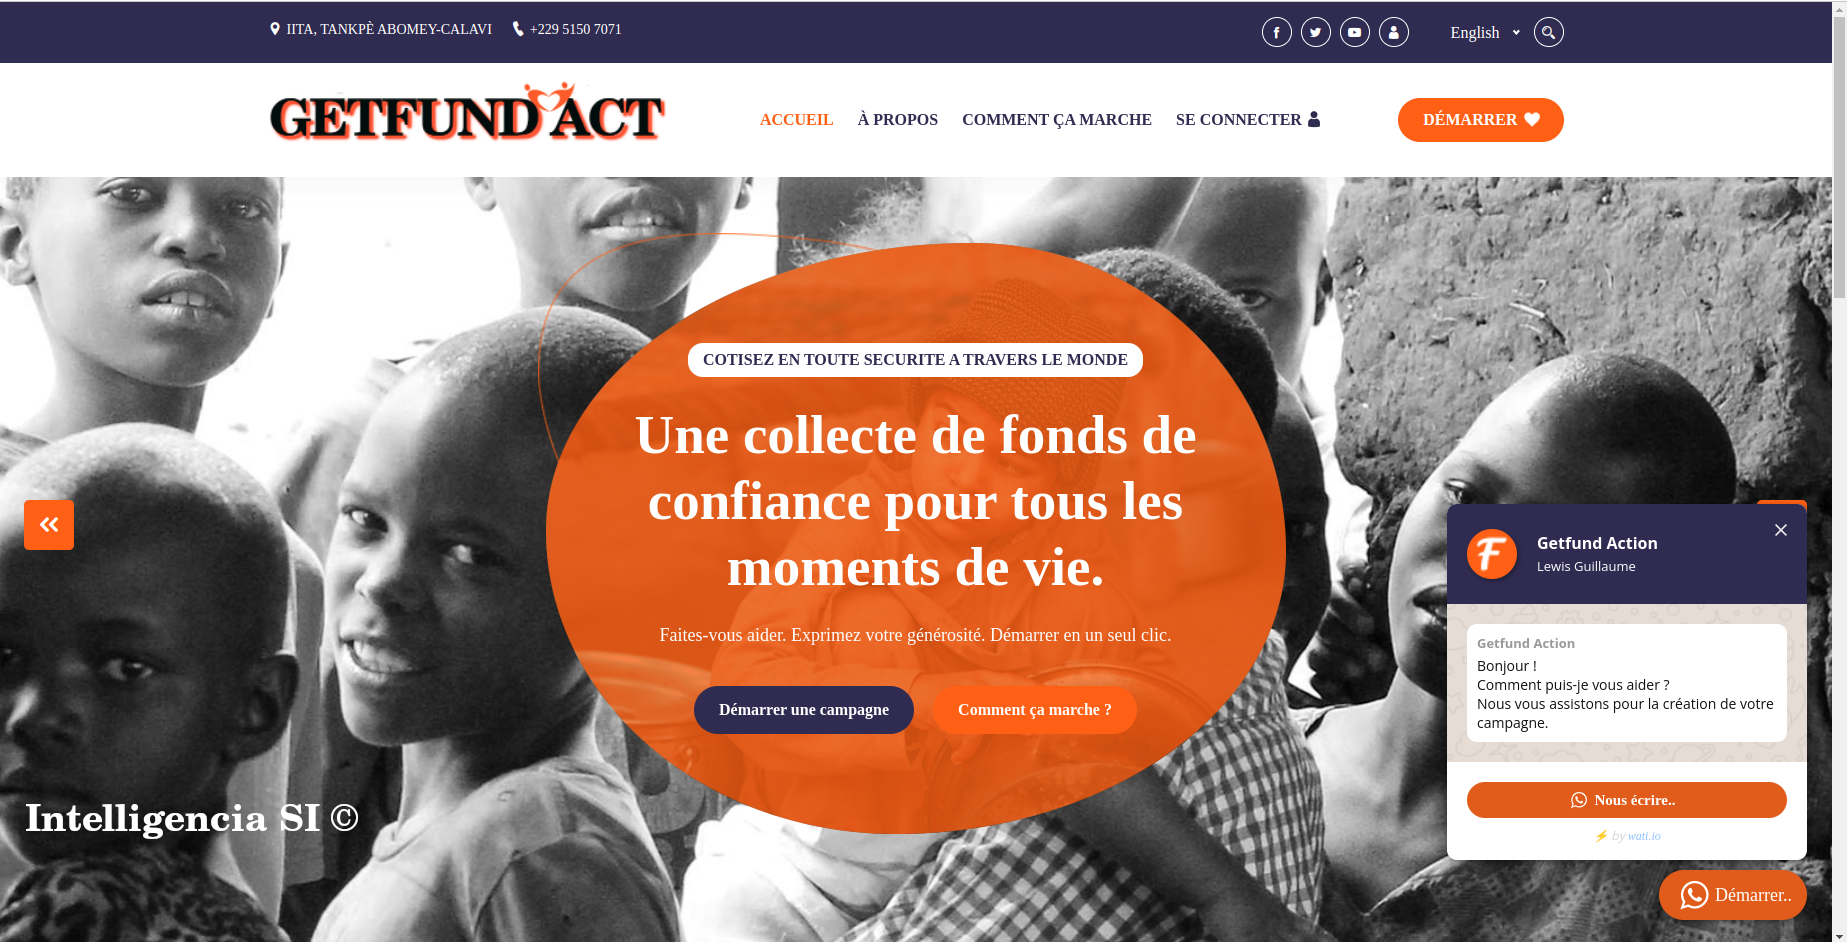 IITA, TANKPÈ ABOMEY-CALAVI +229 5150 7071
English
GETFUND ACT
ACCUEIL À PROPOS COMMENT ÇA MARCHE SE CONNECTER
DÉMARRER
COTISEZ EN TOUTE SECURITE A TRAVERS LE MONDE
Une collecte de fonds de
confiance pour tous les
moments de vie.
Faites-vous aider. Exprimez votre générosité. Démarrer en un seul clic.
Démarrer une campagne
Comment ça marche ?
Intelligencia SI ©
Getfund Action
Lewis Guillaume
Getfund Action
Bonjour !
Comment puis-je vous aider ?
Nous vous assistons pour la création de votre
campagne.
Nous écrire..
⚡ by wati.io
Démarrer..